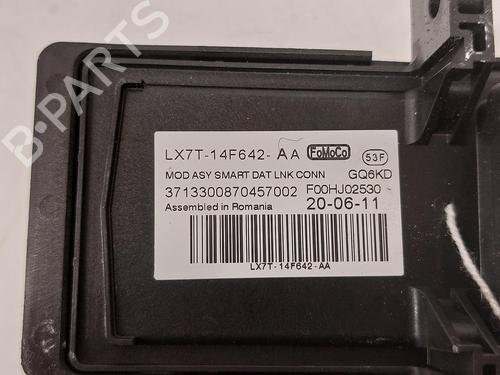 LX7T-14F642-AA FoMoCo 53F
MOD ASY SMART DAT LNK CONN GQ6KD
3713300870457002 F00HJ02530
Assembled in Romania 20-06-11
LX7T-14F642-AA
B-PARTS